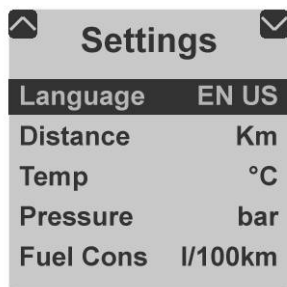 Settings
Language EN US
Distance Km
Temp °C
Pressure bar
Fuel Cons l/100km